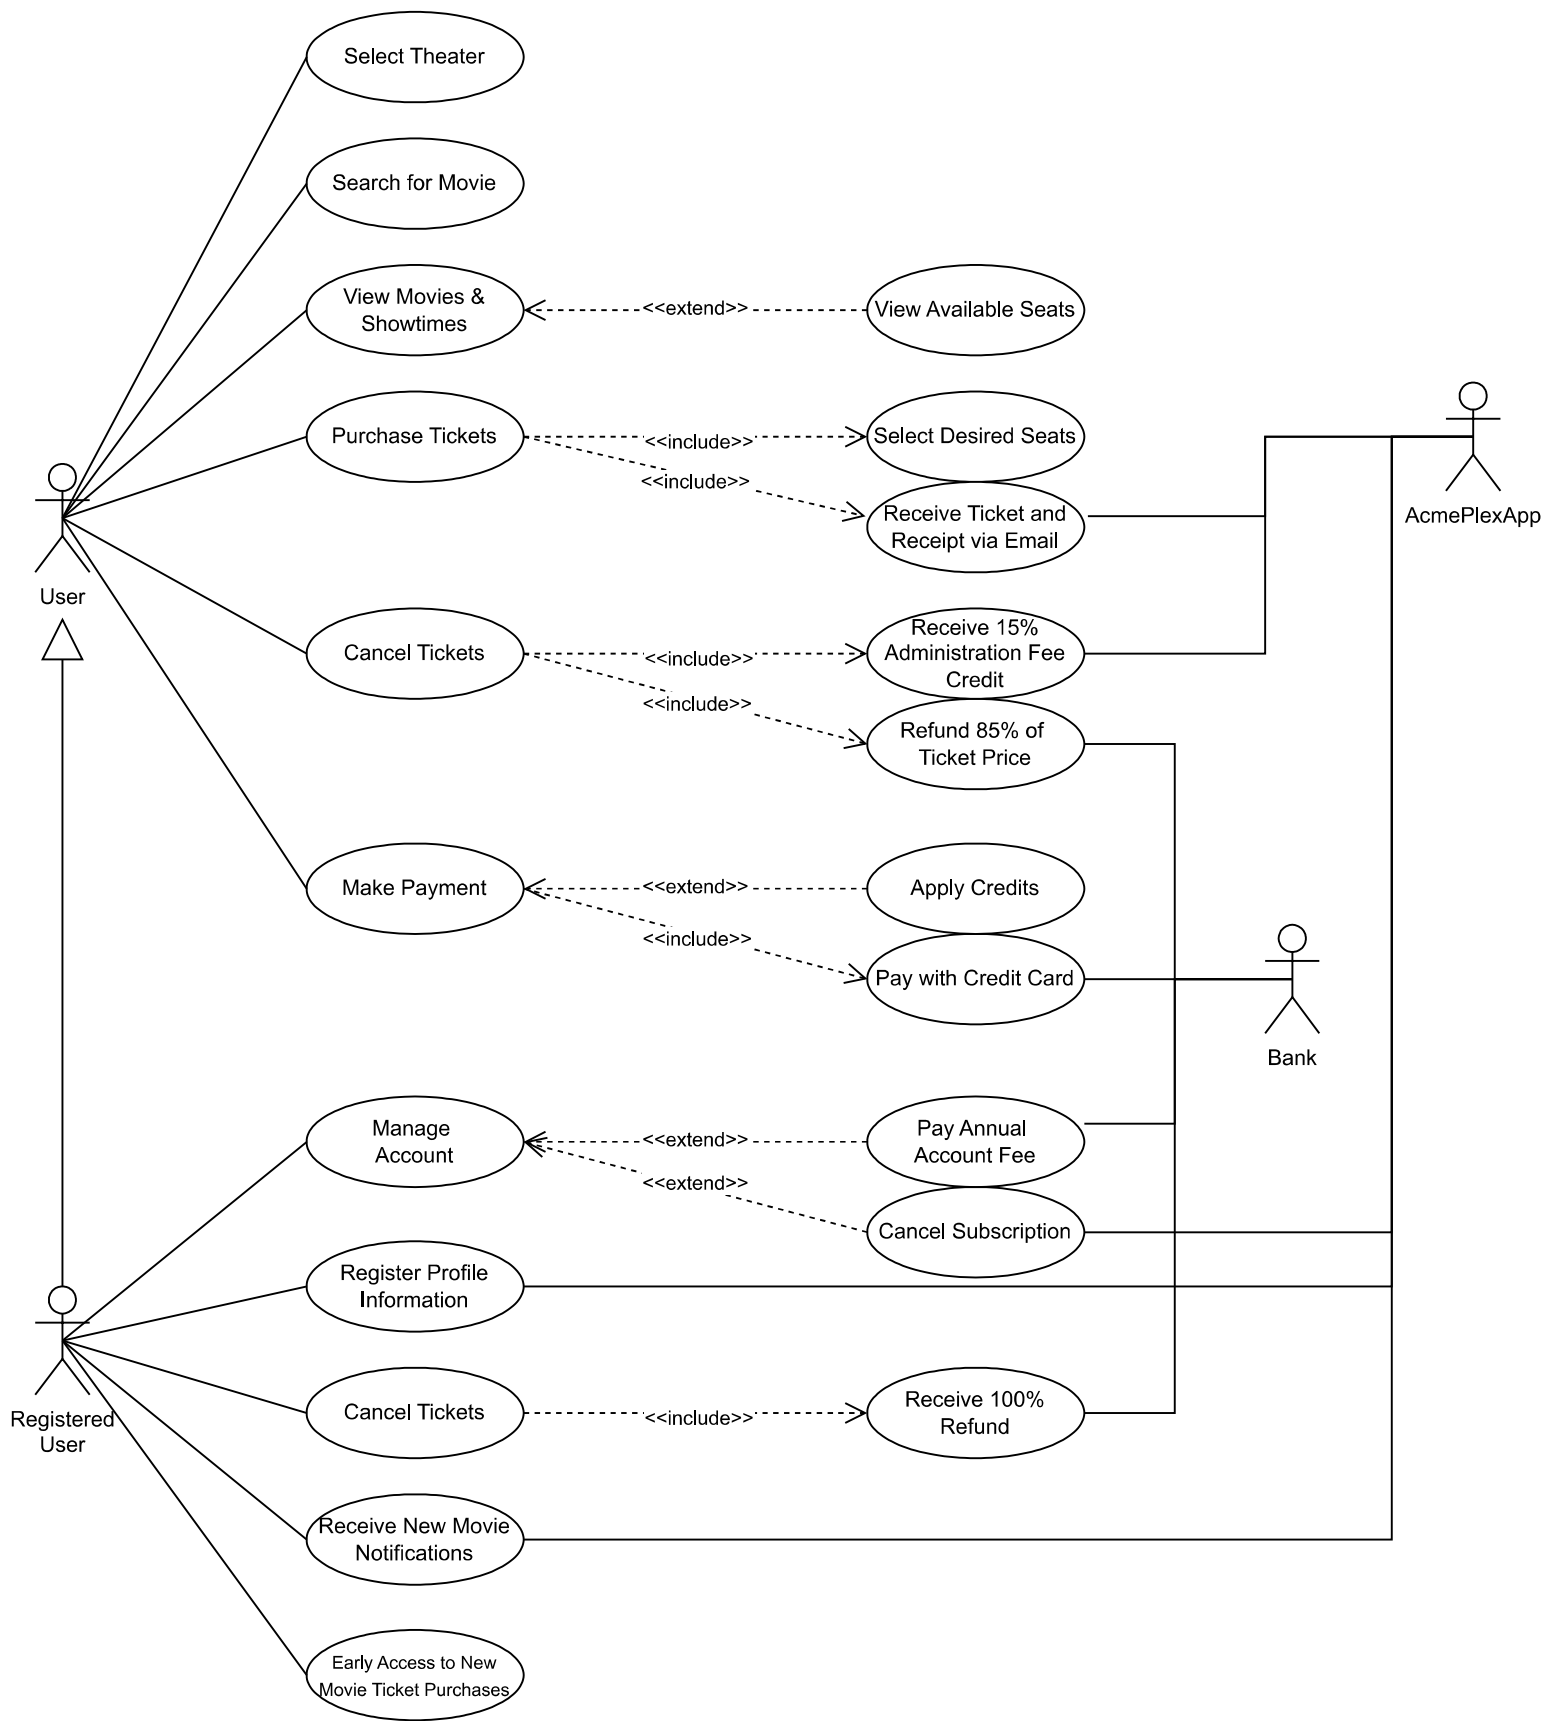 Select Theater
Search for Movie
View Movies &
Showtimes
<<extend>>
View Available Seats
Purchase Tickets
<<include>>
Select Desired Seats
<<include>>
Receive Ticket and
Receipt via Email
AcmePlexApp
User
Cancel Tickets
<<include>>
Receive 15%
Administration Fee
Credit
<<include>>
Refund 85% of
Ticket Price
Make Payment
<<extend>>
Apply Credits
<<include>>
Pay with Credit Card
Bank
Manage
Account
<<extend>>
Pay Annual
Account Fee
<<extend>>
Cancel Subscription
Register Profile
Information
Registered
User
Cancel Tickets
<<include>>
Receive 100%
Refund
Receive New Movie
Notifications
Early Access to New
Movie Ticket Purchases